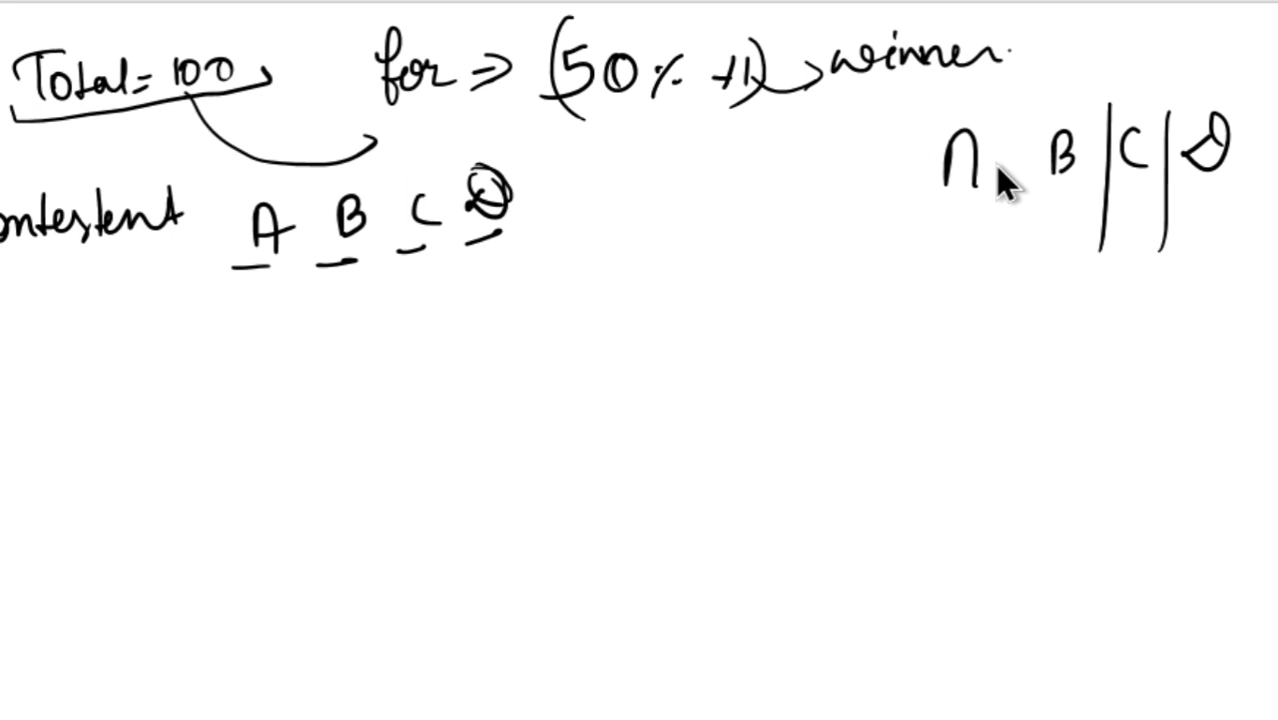 Total = 100 for => (50% +1) winner
ontestent A B C D
B | C | D